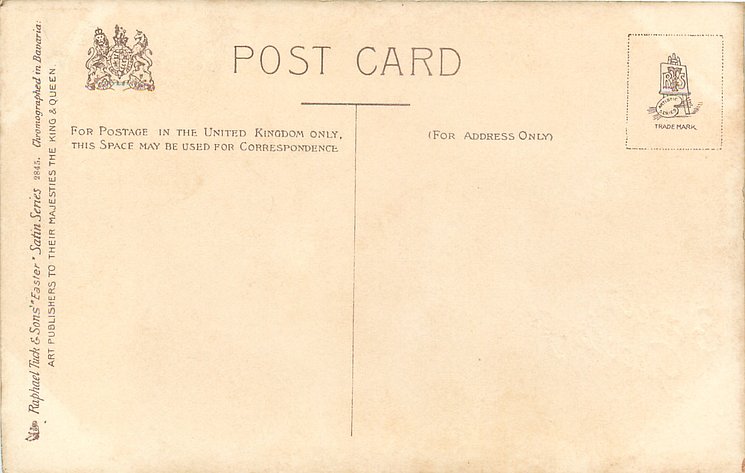 POST CARD
FOR POSTAGE IN THE UNITED KINGDOM ONLY,
THIS SPACE MAY BE USED FOR CORRESPONDENCE
(FOR ADDRESS ONLY)
TRADE MARK
Raphael Tuck & Sons' "Easter" Satin Series 2845. Chromographed in Bavaria:
ART PUBLISHERS TO THEIR MAJESTIES THE KING & QUEEN.